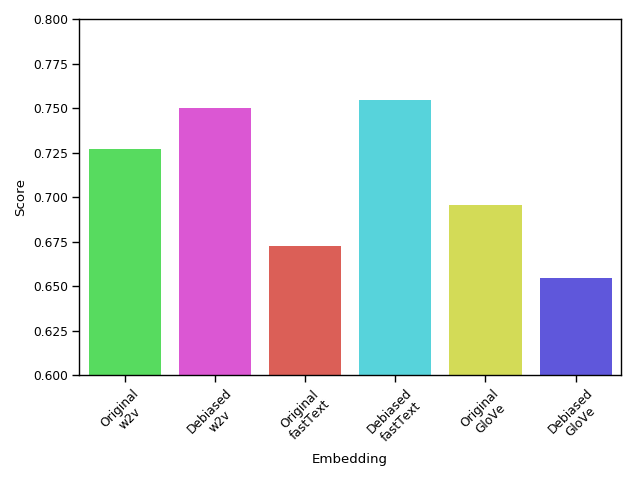 0.800
0.775
0.750
0.725
0.700
0.675
0.650
0.625
0.600
Score
Original
w2v
Debiased
w2v
Original
fastText
Debiased
fastText
Original
GloVe
Debiased
GloVe
Embedding